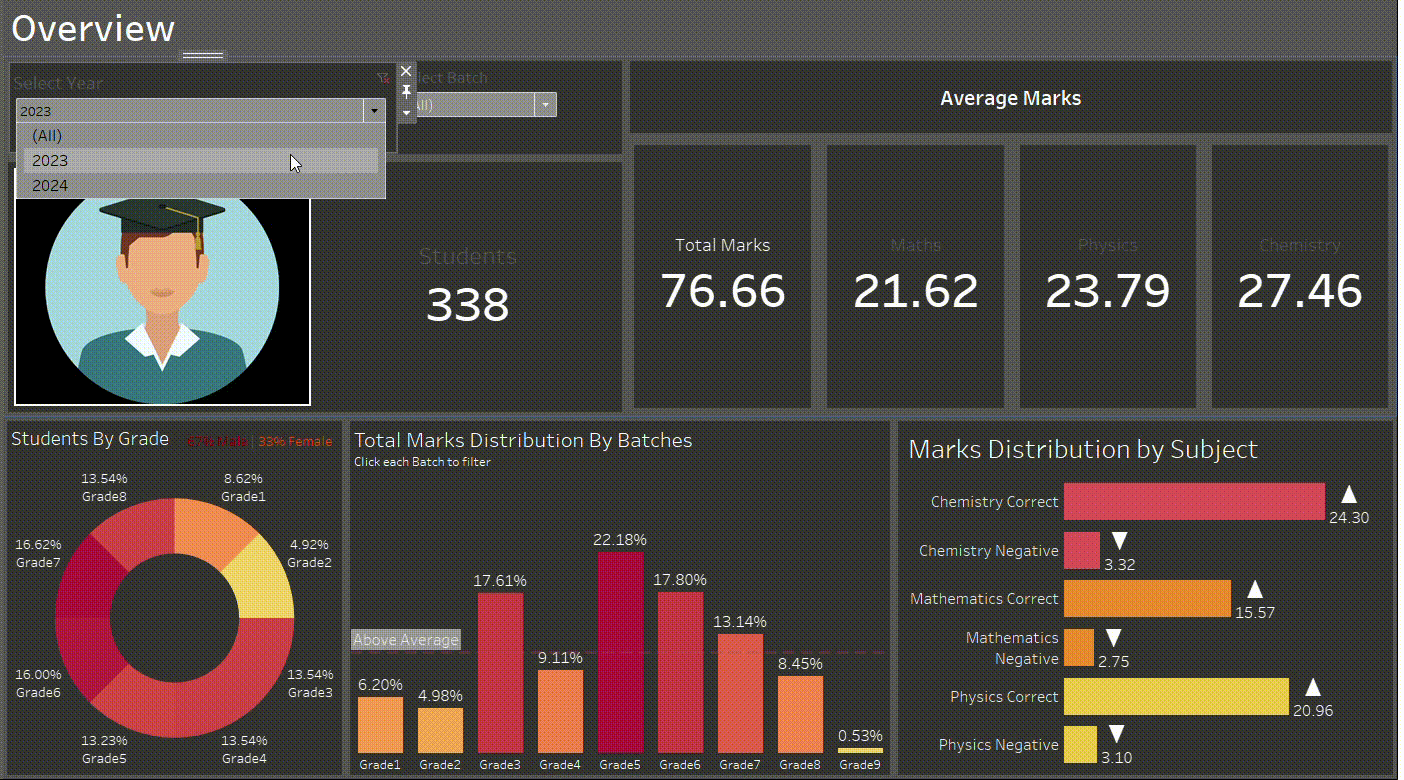 Overview
Select Year
2023
(All)
2023
2024
lect Batch
All)
Average Marks
Students
338
Total Marks
76.66
Maths
21.62
Physics
23.79
Chemistry
27.46
Students By Grade
67% Male | 33% Female
13.54%
Grade8
8.62%
Grade1
16.62%
Grade7
4.92%
Grade2
16.00%
Grade6
13.54%
Grade3
13.23%
Grade5
13.54%
Grade4
Total Marks Distribution By Batches
Click each Batch to filter
Above Average
6.20%
4.98%
17.61%
9.11%
22.18%
17.80%
13.14%
8.45%
0.53%
Grade1
Grade2
Grade3
Grade4
Grade5
Grade6
Grade7
Grade8
Grade9
Marks Distribution by Subject
Chemistry Correct
24.30
Chemistry Negative
3.32
Mathematics Correct
15.57
Mathematics
Negative
2.75
Physics Correct
20.96
Physics Negative
3.10